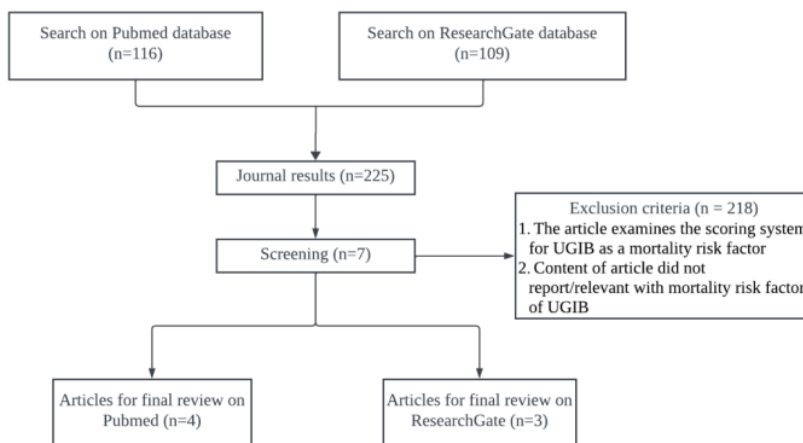 Search on Pubmed database
(n=116)
Search on ResearchGate database
(n=109)
Journal results (n=225)
Screening (n=7)
Exclusion criteria (n = 218)
1. The article examines the scoring system
for UGIB as a mortality risk factor
2. Content of article did not
report/relevant with mortality risk factor
of UGIB
Articles for final review on
Pubmed (n=4)
Articles for final review on
ResearchGate (n=3)